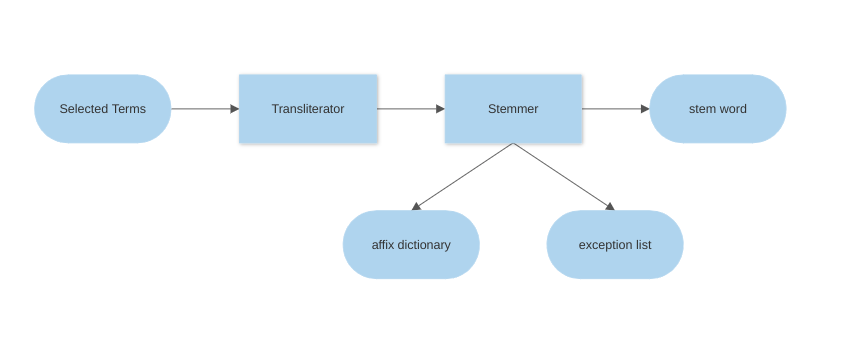 Selected Terms
Transliterator
Stemmer
stem word
affix dictionary
exception list